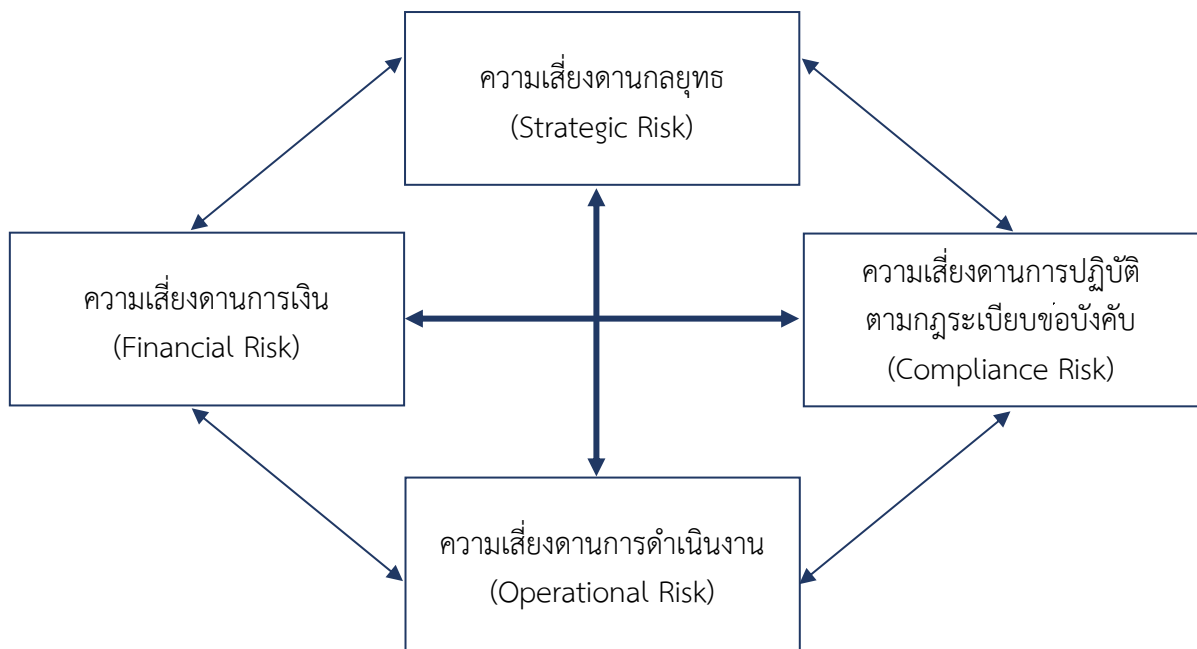 ความเสี่ยงดานกลยุทธ
(Strategic Risk)
ความเสี่ยงดานการเงิน
(Financial Risk)
ความเสี่ยงดานการปฏิบัติ
ตามกฎระเบียบข่อบังคับ
(Compliance Risk)
ความเสี่ยงดานการดำเนินงาน
(Operational Risk)